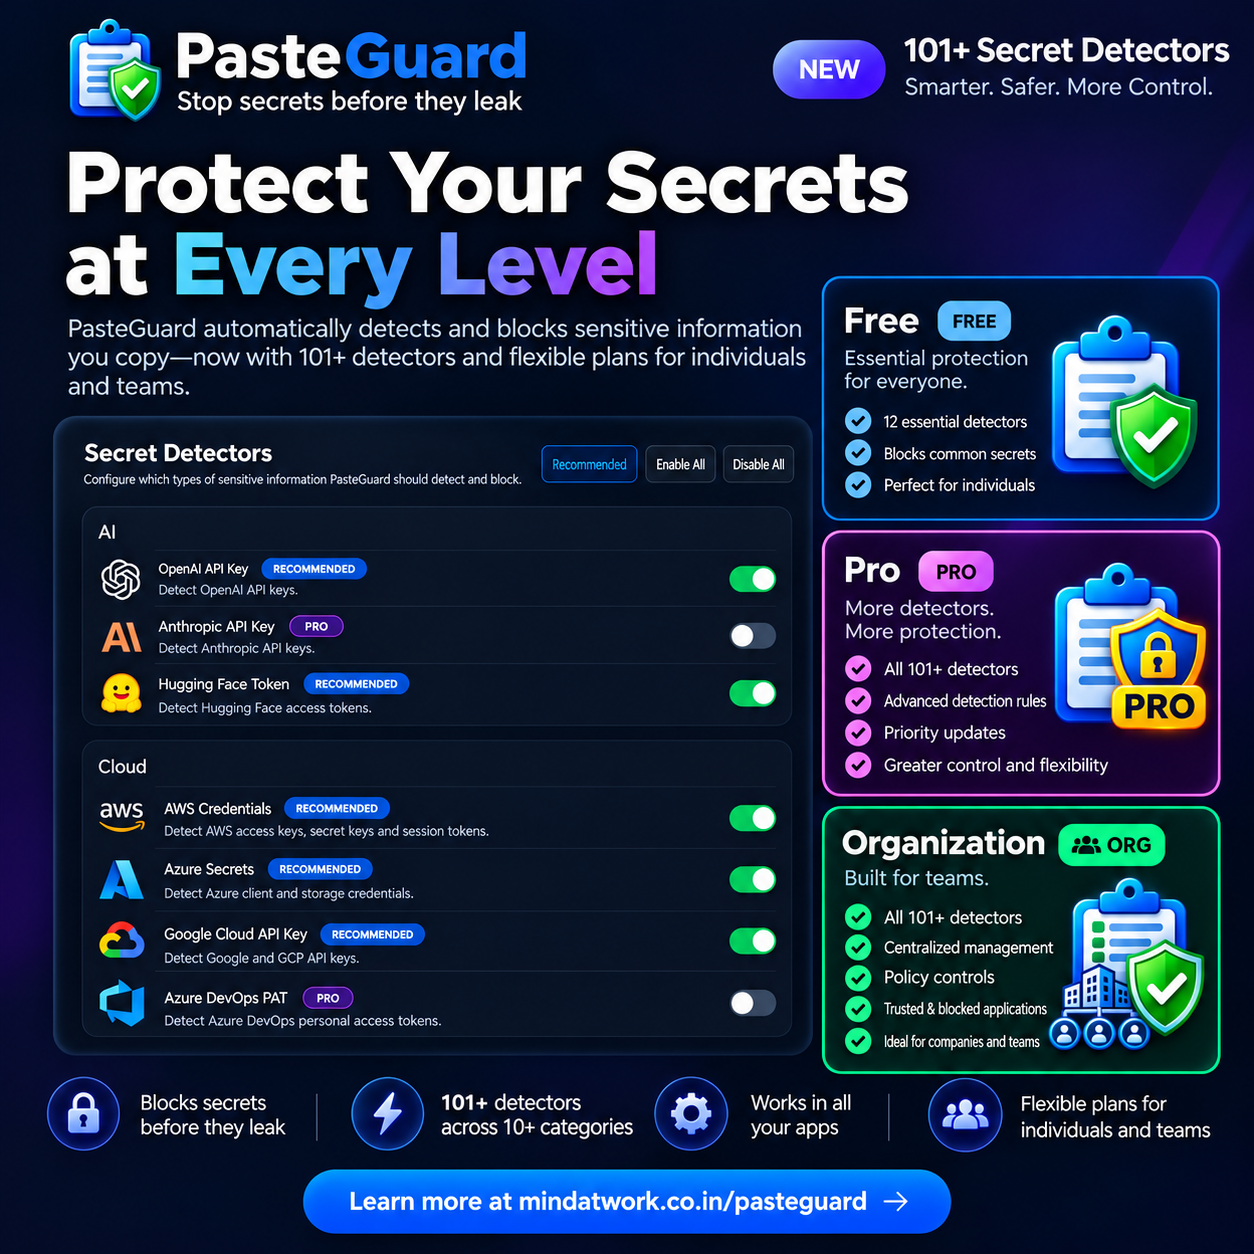 PasteGuard
Stop secrets before they leak
NEW
101+ Secret Detectors
Smarter. Safer. More Control.
Protect Your Secrets
at Every Level
PasteGuard automatically detects and blocks sensitive information
you copy—now with 101+ detectors and flexible plans for individuals
and teams.
Secret Detectors
Configure which types of sensitive information PasteGuard should detect and block.
Recommended
Enable All
Disable All
AI
OpenAI API Key RECOMMENDED
Detect OpenAI API keys.
Anthropic API Key PRO
Detect Anthropic API keys.
Hugging Face Token RECOMMENDED
Detect Hugging Face access tokens.
Cloud
aws
AWS Credentials RECOMMENDED
Detect AWS access keys, secret keys and session tokens.
Azure Secrets RECOMMENDED
Detect Azure client and storage credentials.
Google Cloud API Key RECOMMENDED
Detect Google and GCP API keys.
Azure DevOps PAT PRO
Detect Azure DevOps personal access tokens.
Free FREE
Essential protection
for everyone.
12 essential detectors
Blocks common secrets
Perfect for individuals
Pro PRO
More detectors.
More protection.
All 101+ detectors
Advanced detection rules
Priority updates
Greater control and flexibility
PRO
Organization ORG
Built for teams.
All 101+ detectors
Centralized management
Policy controls
Trusted & blocked applications
Ideal for companies and teams
Blocks secrets
before they leak
101+ detectors
across 10+ categories
Works in all
your apps
Flexible plans for
individuals and teams
Learn more at mindatwork.co.in/pasteguard →